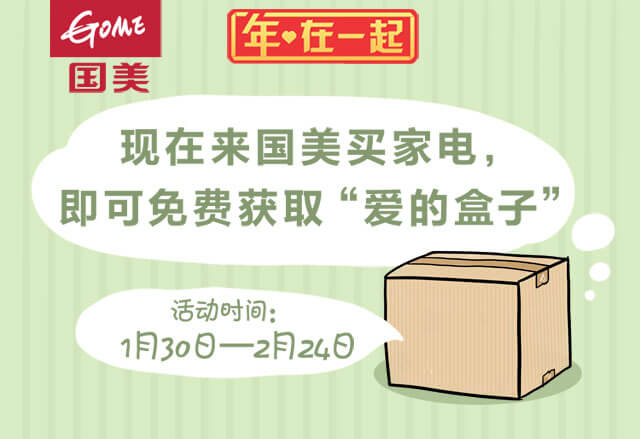 GOME
国美
年在一起
现在来国美买家电，
即可免费获取“爱的盒子”
活动时间：
1月30日—2月24日